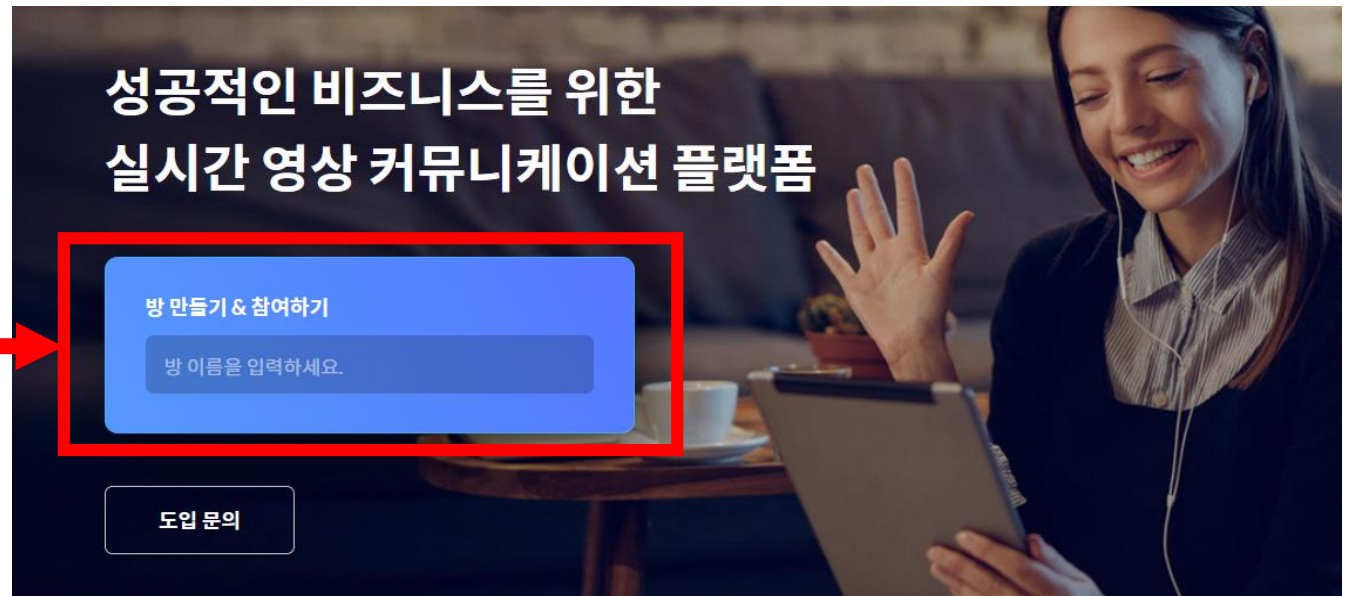 성공적인 비즈니스를 위한
실시간 영상 커뮤니케이션 플랫폼
방 만들기 & 참여하기
방 이름을 입력하세요.
도입 문의